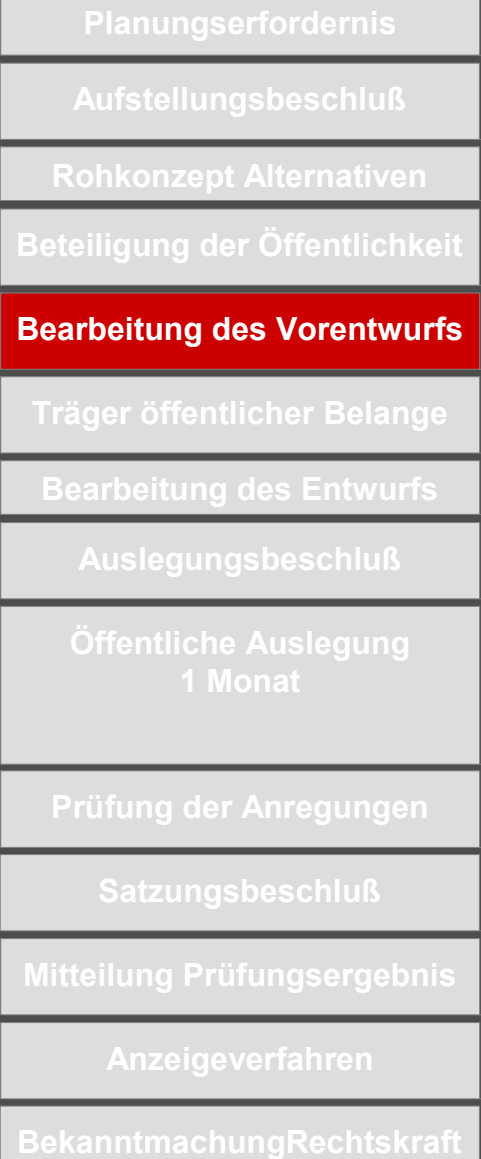 Planungserfordernis
Aufstellungsbeschluß
Rohkonzept Alternativen
Beteiligung der Öffentlichkeit
Bearbeitung des Vorentwurfs
Träger öffentlicher Belange
Bearbeitung des Entwurfs
Auslegungsbeschluß
Öffentliche Auslegung
1 Monat
Prüfung der Anregungen
Satzungsbeschluß
Mitteilung Prüfungsergebnis
Anzeigeverfahren
BekanntmachungRechtskraft